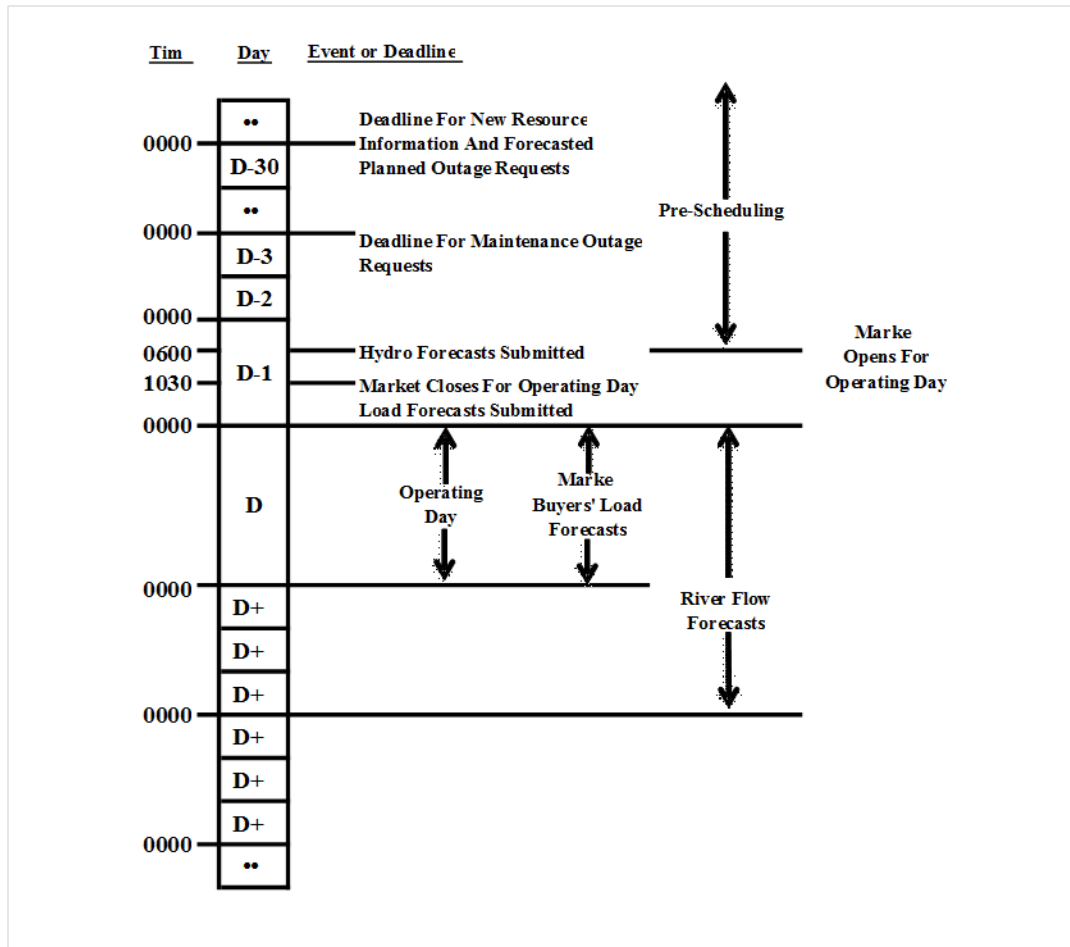 Tim Day Event or Deadline
••
Deadline For New Resource
0000
Information And Forecasted
D-30
Planned Outage Requests
••
Pre-Scheduling
0000
Deadline For Maintenance Outage
D-3
Requests
D-2
0000
Marke
0600
Hydro Forecasts Submitted
Opens For
D-1
Operating Day
1030
Market Closes For Operating Day
Load Forecasts Submitted
0000
Marke
Operating
Buyers' Load
D
Day
Forecasts
0000
River Flow
D+
Forecasts
D+
D+
0000
D+
D+
D+
0000
••